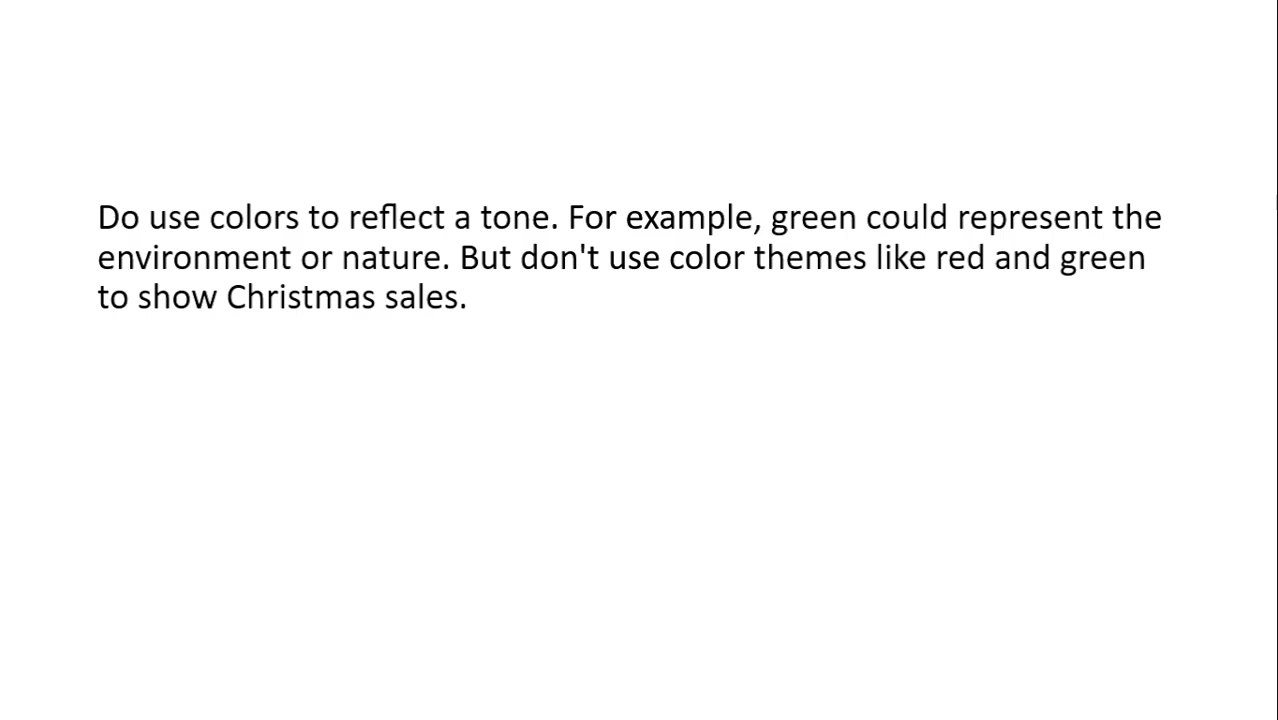 Do use colors to reflect a tone. For example, green could represent the
environment or nature. But don't use color themes like red and green
to show Christmas sales.